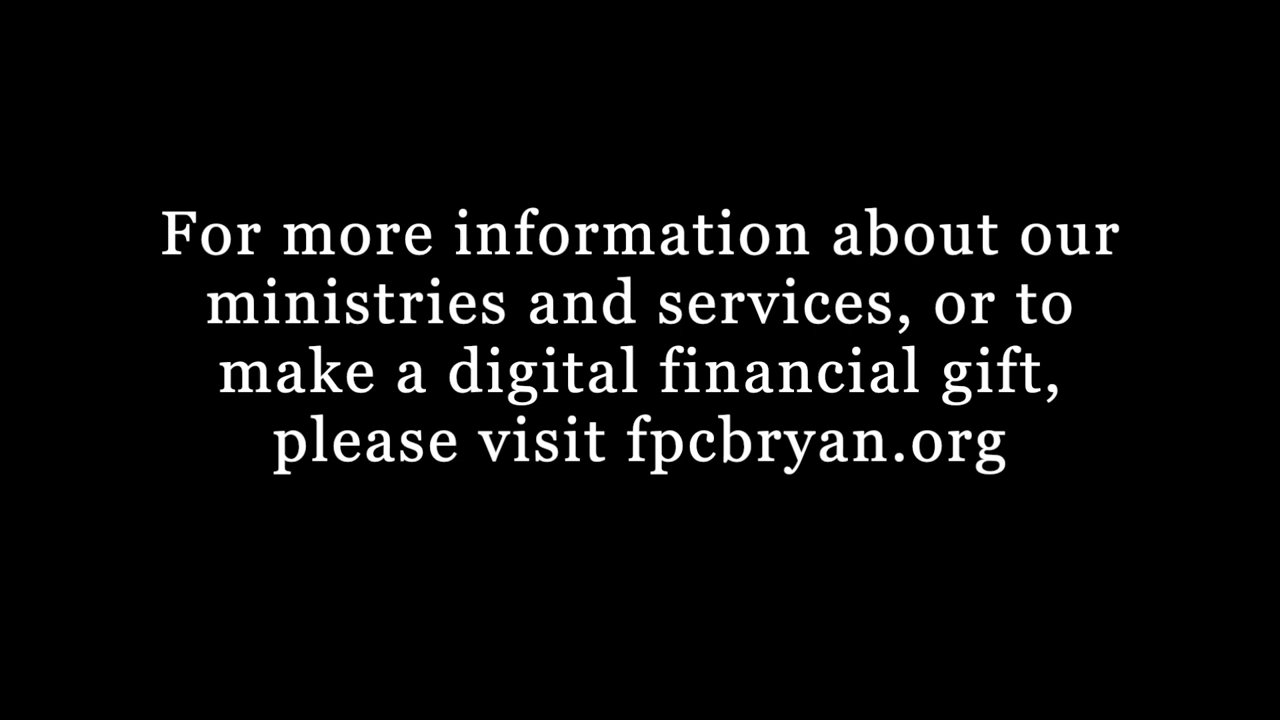 For more information about our
ministries and services, or to
make a digital financial gift,
please visit fpcbryan.org